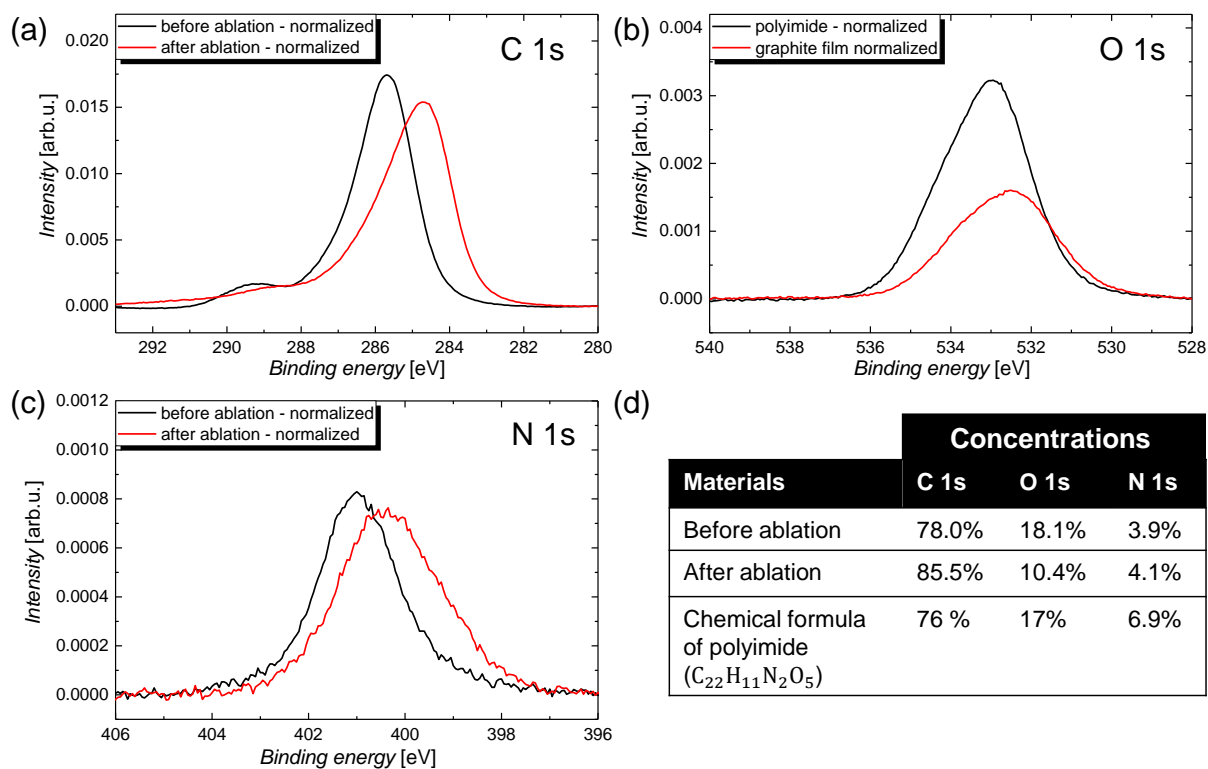 (a)
before ablation - normalized
after ablation - normalized
C 1s
0.020
0.015
0.010
0.005
0.000
Intensity [arb.u.]
292 290 288 286 284 282 280
Binding energy [eV]
(b)
polyimide - normalized
graphite film normalized
O 1s
0.004
0.003
0.002
0.001
0.000
Intensity [arb.u.]
540 538 536 534 532 530 528
Binding energy [eV]
(c)
before ablation - normalized
after ablation - normalized
N 1s
0.0012
0.0010
0.0008
0.0006
0.0004
0.0002
0.0000
Intensity [arb.u.]
406 404 402 400 398 396
Binding energy [eV]
(d)
Concentrations
Materials C 1s O 1s N 1s
Before ablation 78.0% 18.1% 3.9%
After ablation 85.5% 10.4% 4.1%
Chemical formula 76 % 17% 6.9%
of polyimide
(C₂₂H₁₁N₂O₅)